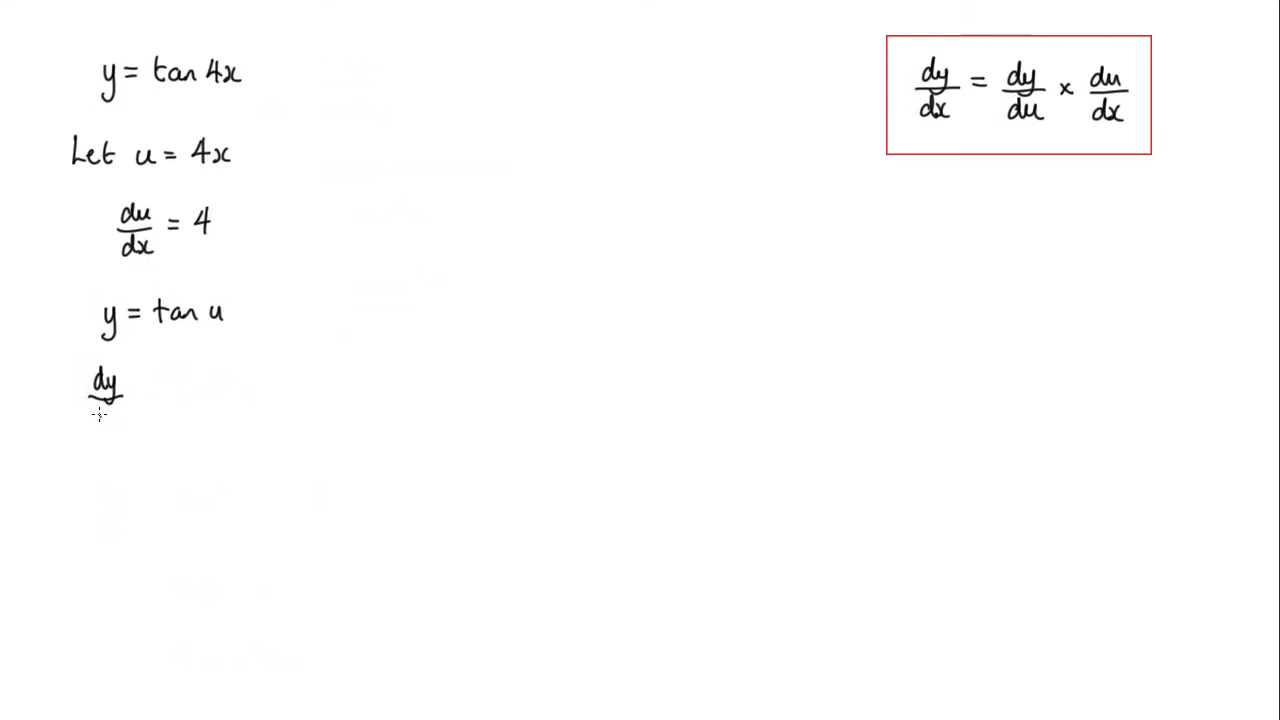 y = tan 4x
dy/dx = dy/du × du/dx
Let u = 4x
du/dx = 4
y = tan u
dy